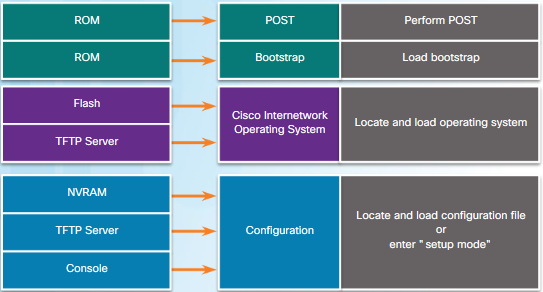 ROM
POST
Perform POST
ROM
Bootstrap
Load bootstrap
Flash
TFTP Server
Cisco Internetwork
Operating System
Locate and load operating system
NVRAM
TFTP Server
Console
Configuration
Locate and load configuration file
or
enter " setup mode"